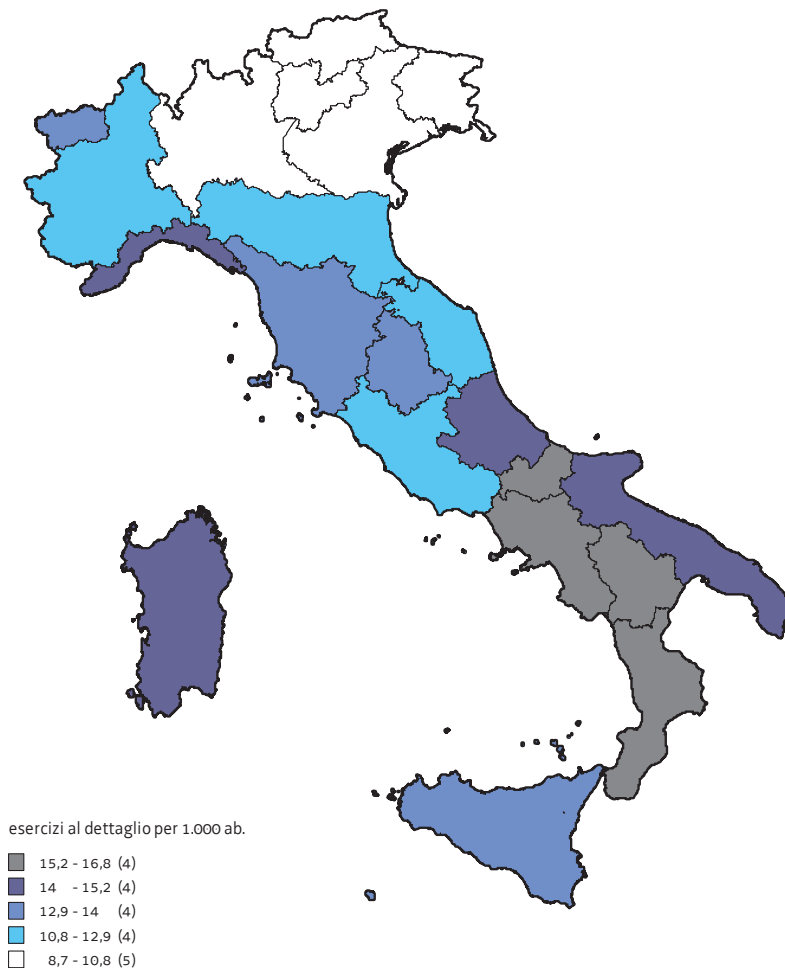 esercizi al dettaglio per 1.000 ab.
15,2 - 16,8 (4)
14 - 15,2 (4)
12,9 - 14 (4)
10,8 - 12,9 (4)
8,7 - 10,8 (5)